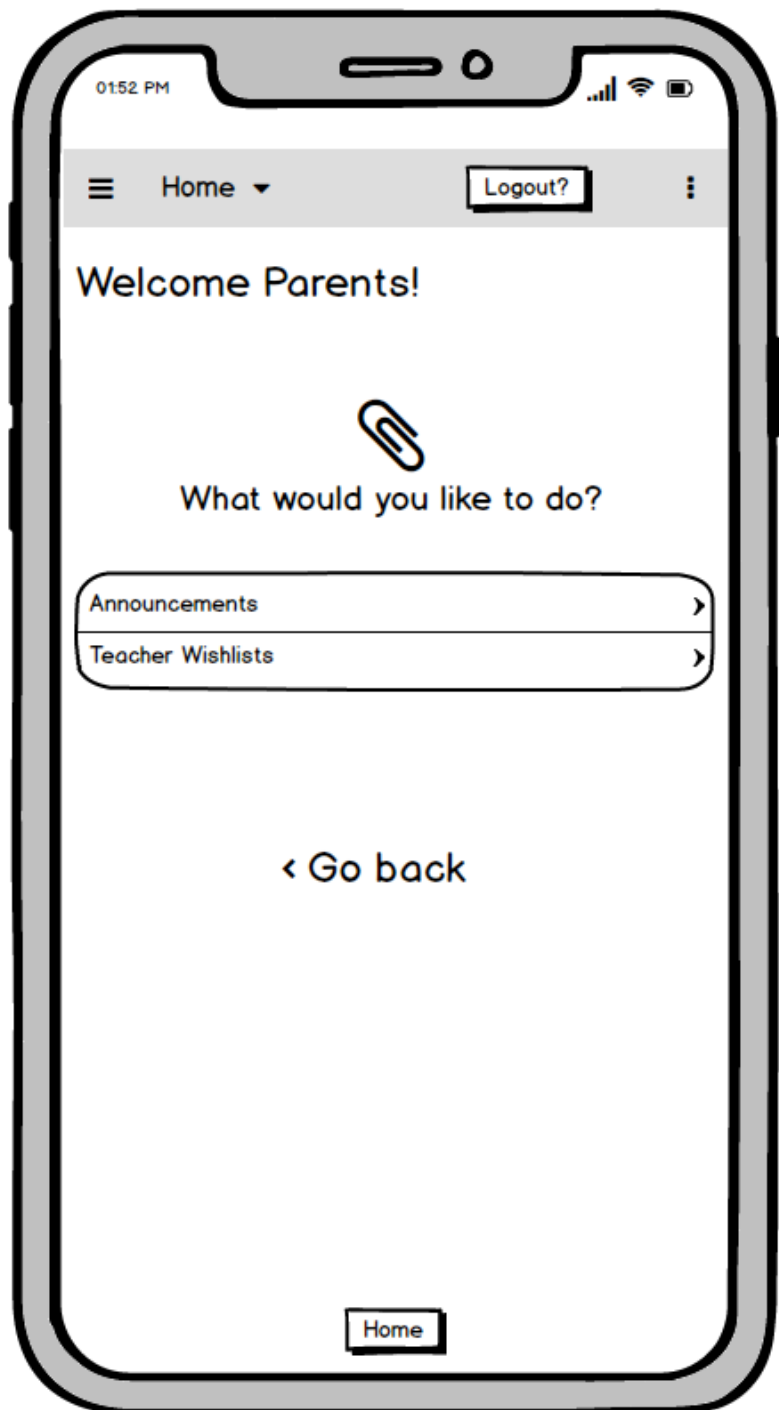 01:52 PM
Home Logout?
Welcome Parents!
What would you like to do?
Announcements
Teacher Wishlists
Go back
Home